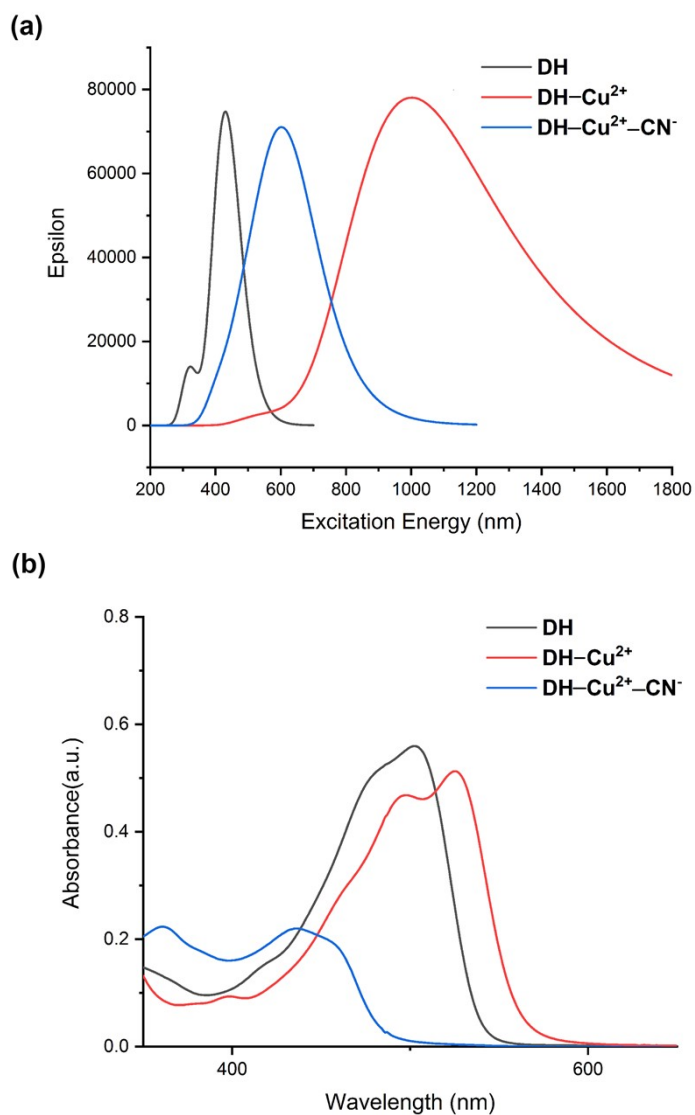 (a)
DH
DH–Cu²⁺
DH–Cu²⁺–CN⁻
80000
60000
40000
20000
0
Epsilon
200 400 600 800 1000 1200 1400 1600 1800
Excitation Energy (nm)
(b)
DH
DH–Cu²⁺
DH–Cu²⁺–CN⁻
0.8
0.6
0.4
0.2
0.0
Absorbance(a.u.)
400 600
Wavelength (nm)